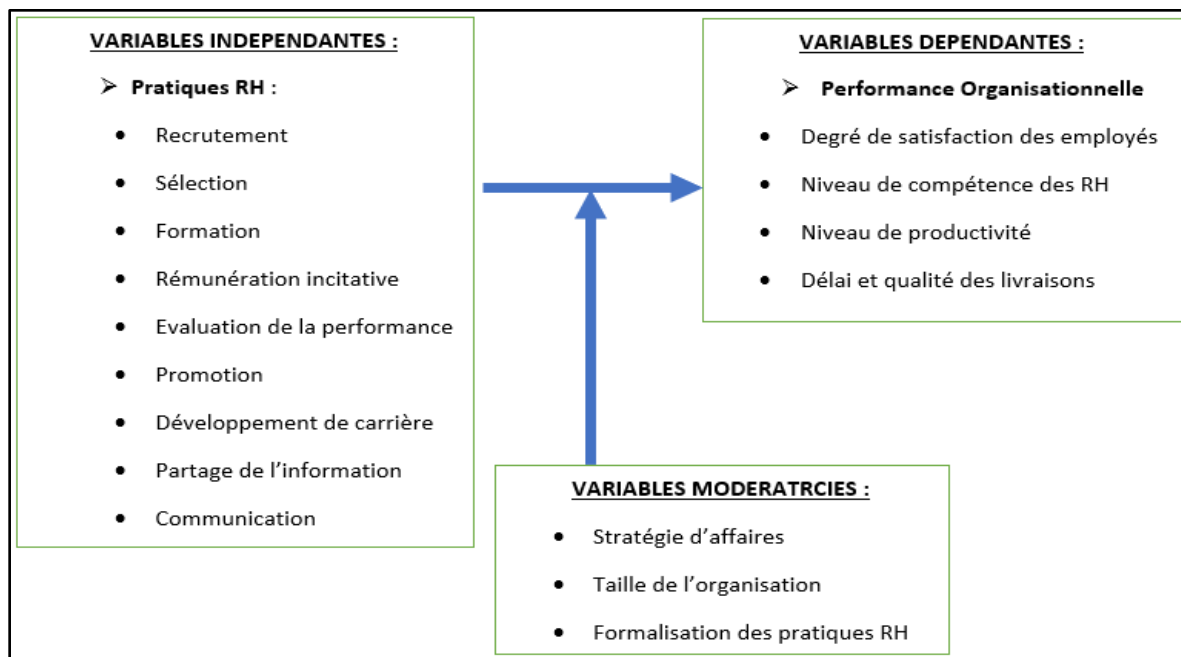 VARIABLES INDEPENDANTES :
➢ Pratiques RH :
• Recrutement
• Sélection
• Formation
• Rémunération incitative
• Evaluation de la performance
• Promotion
• Développement de carrière
• Partage de l’information
• Communication
VARIABLES DEPENDANTES :
➢ Performance Organisationnelle
• Degré de satisfaction des employés
• Niveau de compétence des RH
• Niveau de productivité
• Délai et qualité des livraisons
VARIABLES MODERATRCIES :
• Stratégie d’affaires
• Taille de l’organisation
• Formalisation des pratiques RH